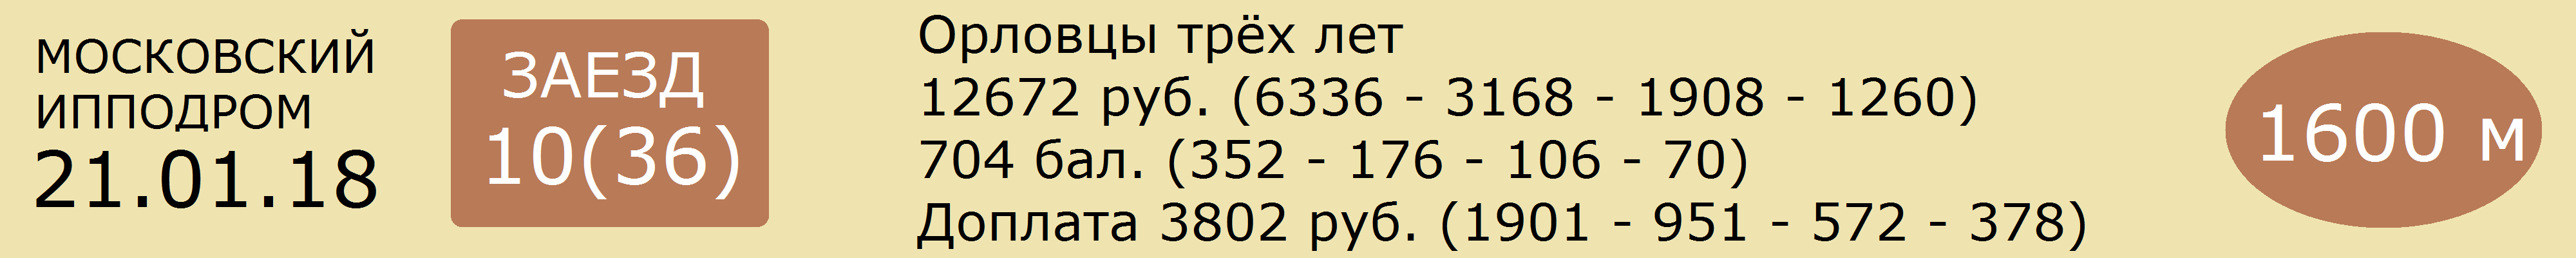 МОСКОВСКИЙ
ИППОДРОМ
21.01.18
ЗАЕЗД
10(36)
Орловцы трёх лет
12672 руб. (6336 - 3168 - 1908 - 1260)
704 бал. (352 - 176 - 106 - 70)
Доплата 3802 руб. (1901 - 951 - 572 - 378)
1600 м